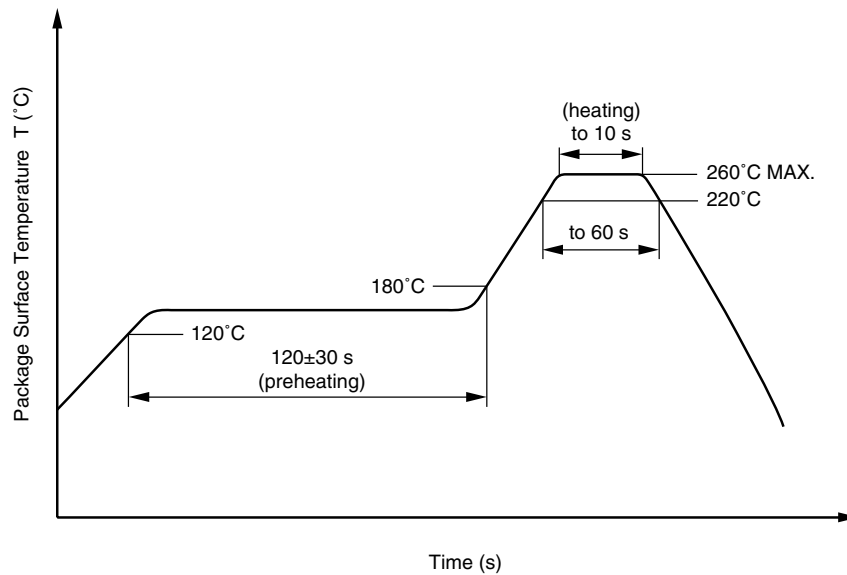 Package Surface Temperature T (˚C)
(heating)
to 10 s
260˚C MAX.
220˚C
to 60 s
180˚C
120˚C
120±30 s
(preheating)
Time (s)